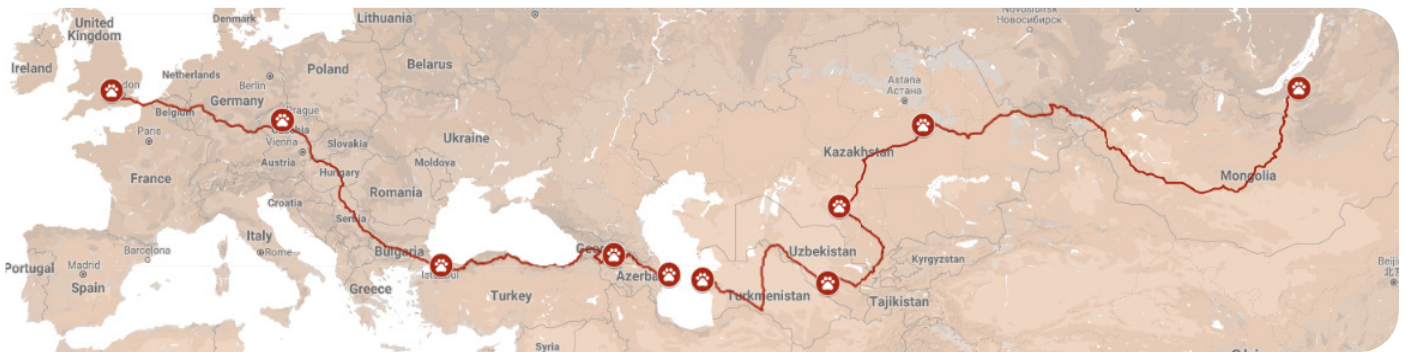 Denmark
Lithuania
Новосибирск
United
Kingdom
Ireland
Netherlands
Berlin
Poland
Belarus
Germany
Belgium
Prague
Paris
Vienna
Slovakia
Ukraine
Astana
Астана
Austria
Hungary
Moldova
Kazakhstan
France
Romania
Mongolia
Croatia
Serbia
Italy
Rome
Bulgaria
Barcelona
Portugal
Madrid
Spain
Greece
Turkey
Uzbekistan
Kyrgyzstan
Turkmenistan
Tajikistan
Syria